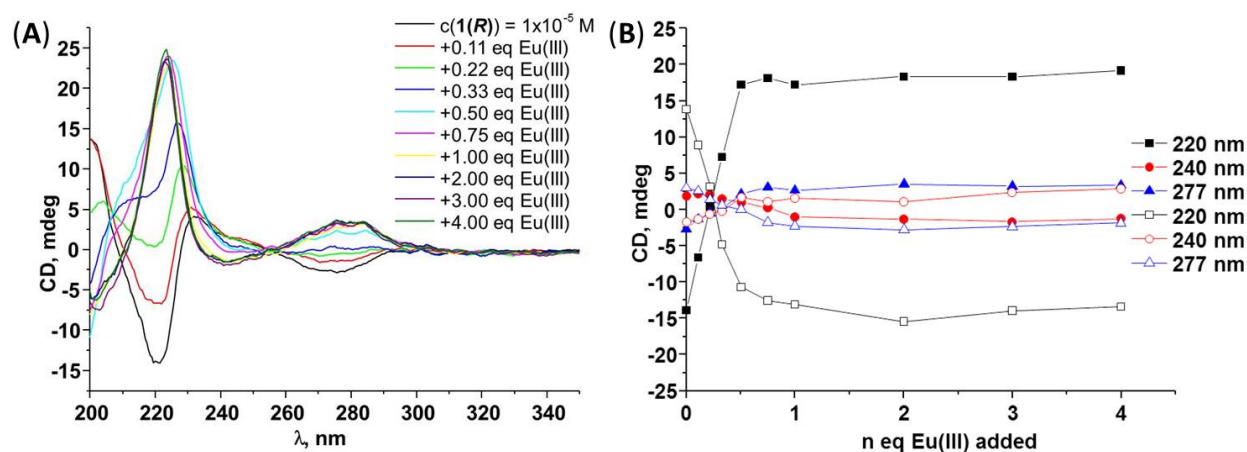 (A)
CD, mdeg
25
20
15
10
5
0
-5
-10
-15
200 220 240 260 280 300 320 340
λ, nm
c(1(R)) = 1x10⁻⁵ M
+0.11 eq Eu(III)
+0.22 eq Eu(III)
+0.33 eq Eu(III)
+0.50 eq Eu(III)
+0.75 eq Eu(III)
+1.00 eq Eu(III)
+2.00 eq Eu(III)
+3.00 eq Eu(III)
+4.00 eq Eu(III)
(B)
CD, mdeg
25
20
15
10
5
0
-5
-10
-15
-20
-25
0 1 2 3 4
n eq Eu(III) added
220 nm
240 nm
277 nm
220 nm
240 nm
277 nm